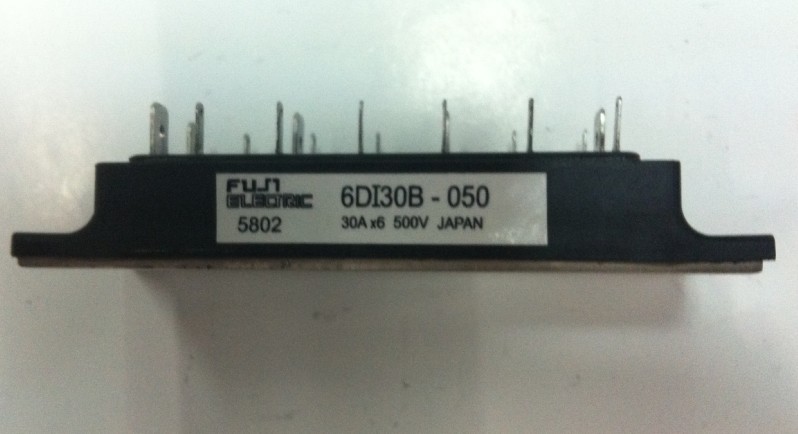 FUJI
ELECTRIC
6DI30B - 050
5802
30A x6 500V JAPAN